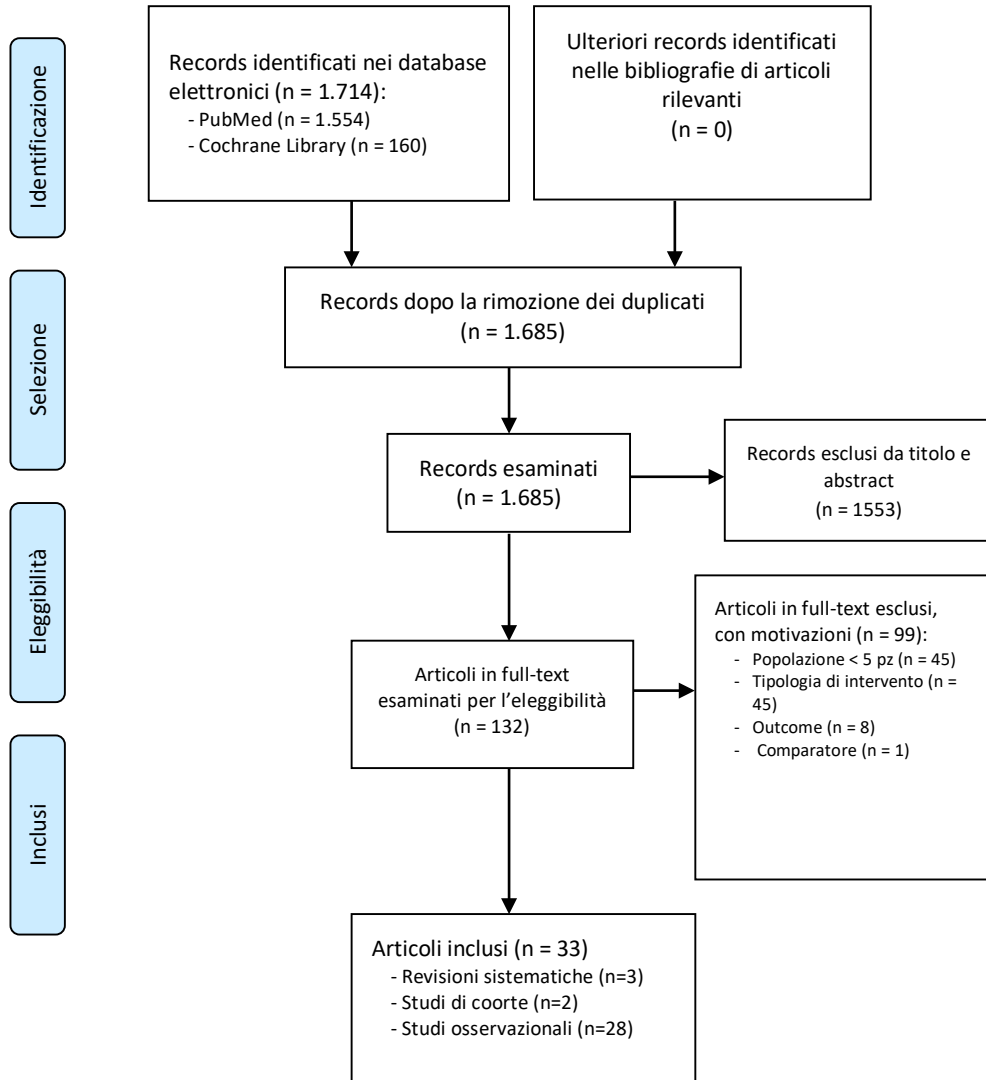 Identificazione
Records identificati nei database
elettronici (n = 1.714):
- PubMed (n = 1.554)
- Cochrane Library (n = 160)
Ulteriori records identificati
nelle bibliografie di articoli
rilevanti
(n = 0)
Selezione
Records dopo la rimozione dei duplicati
(n = 1.685)
Records esaminati
(n = 1.685)
Records esclusi da titolo e
abstract
(n = 1553)
Eleggibilità
Articoli in full-text
esaminati per l’eleggibilità
(n = 132)
Articoli in full-text esclusi,
con motivazioni (n = 99):
- Popolazione < 5 pz (n = 45)
- Tipologia di intervento (n =
45)
- Outcome (n = 8)
- Comparatore (n = 1)
Inclusi
Articoli inclusi (n = 33)
- Revisioni sistematiche (n=3)
- Studi di coorte (n=2)
- Studi osservazionali (n=28)